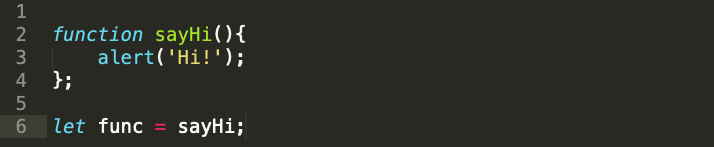 1
2 function sayHi(){
3     alert('Hi!');
4 };
5
6 let func = sayHi;